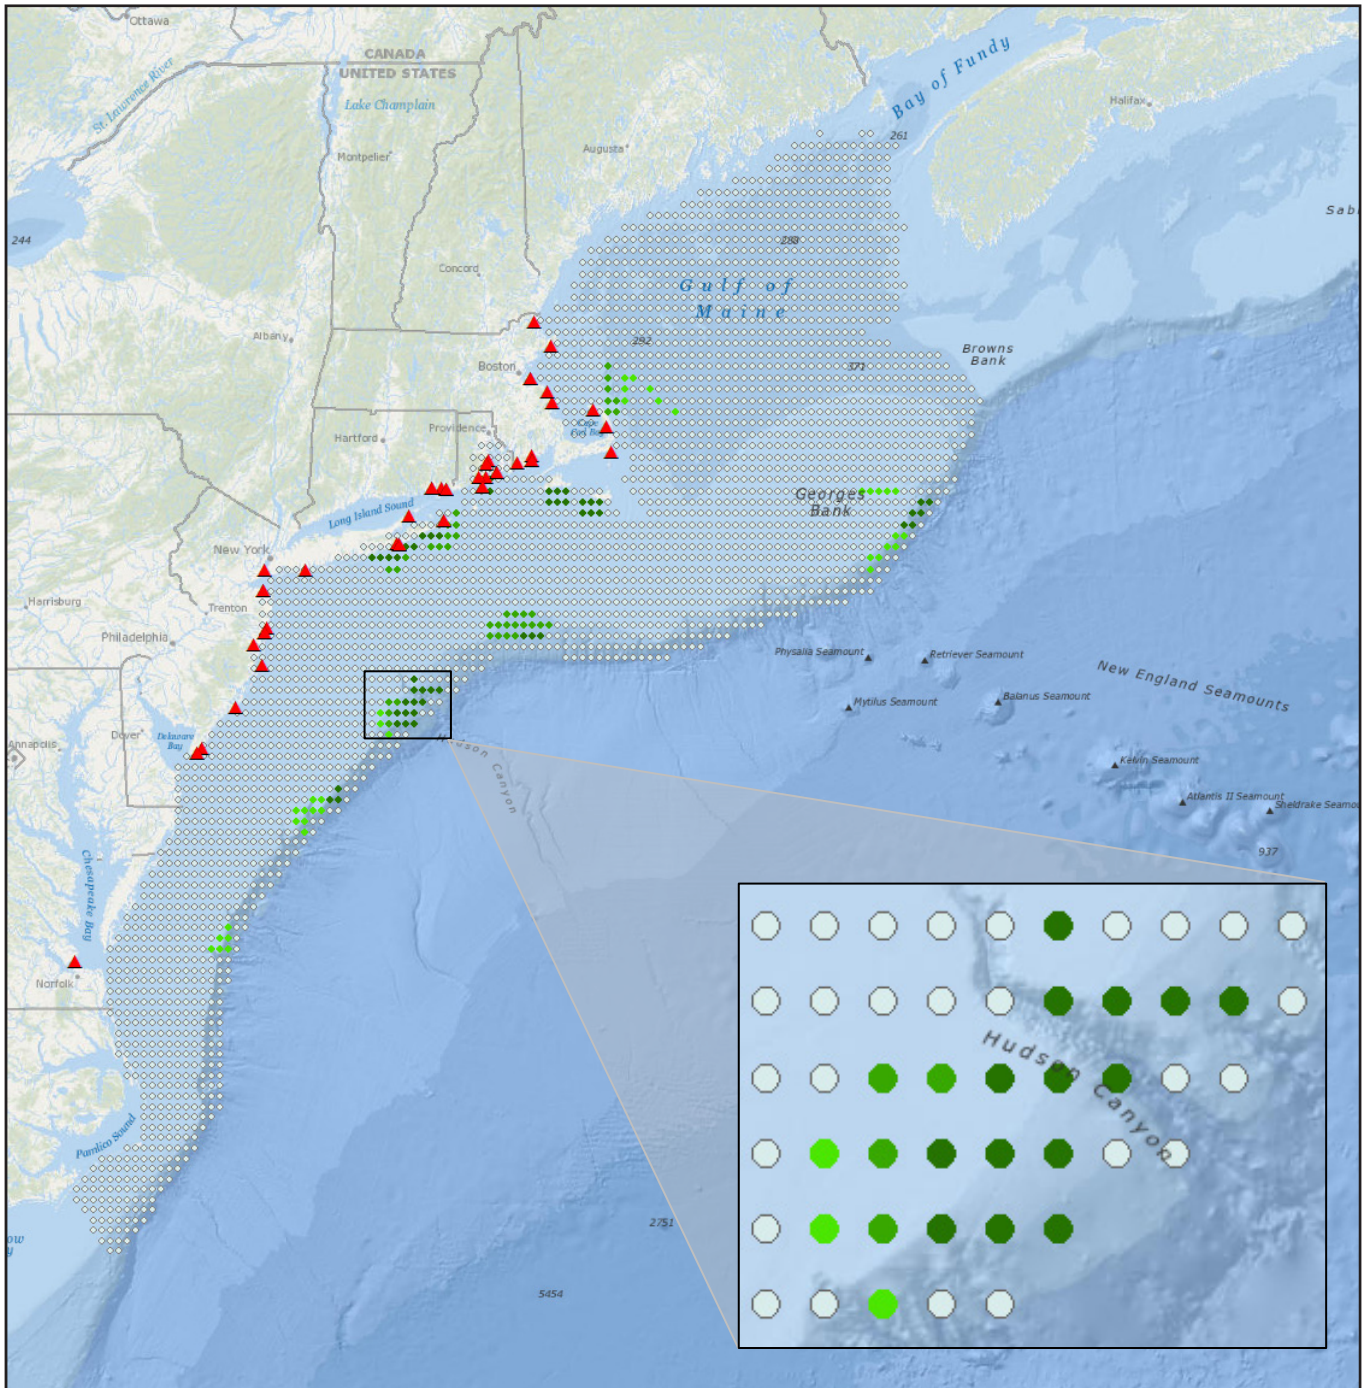 Ottawa
CANADA
UNITED STATES
St. Lawrence River
Lake Champlain
Montpelier
Augusta
Bay of Fundy
Halifax
261
244
288
Concord
Gulf of
Maine
Albany
292
371
Browns
Bank
Boston
Hartford
Providence
Cape
Cod Bay
Georges
Bank
Long Island Sound
New York
Harrisburg
Trenton
Philadelphia
Physalia Seamount
Retriever Seamount
New England Seamounts
Mytilus Seamount
Balanus Seamount
Annapolis
Dover
Delaware
Bay
Hudson Canyon
Kelvin Seamount
Atlantis II Seamount
Sheldrake Seamou
937
Chesapeake Bay
Norfolk
Hudson Canyon
Pamlico Sound
2751
5454